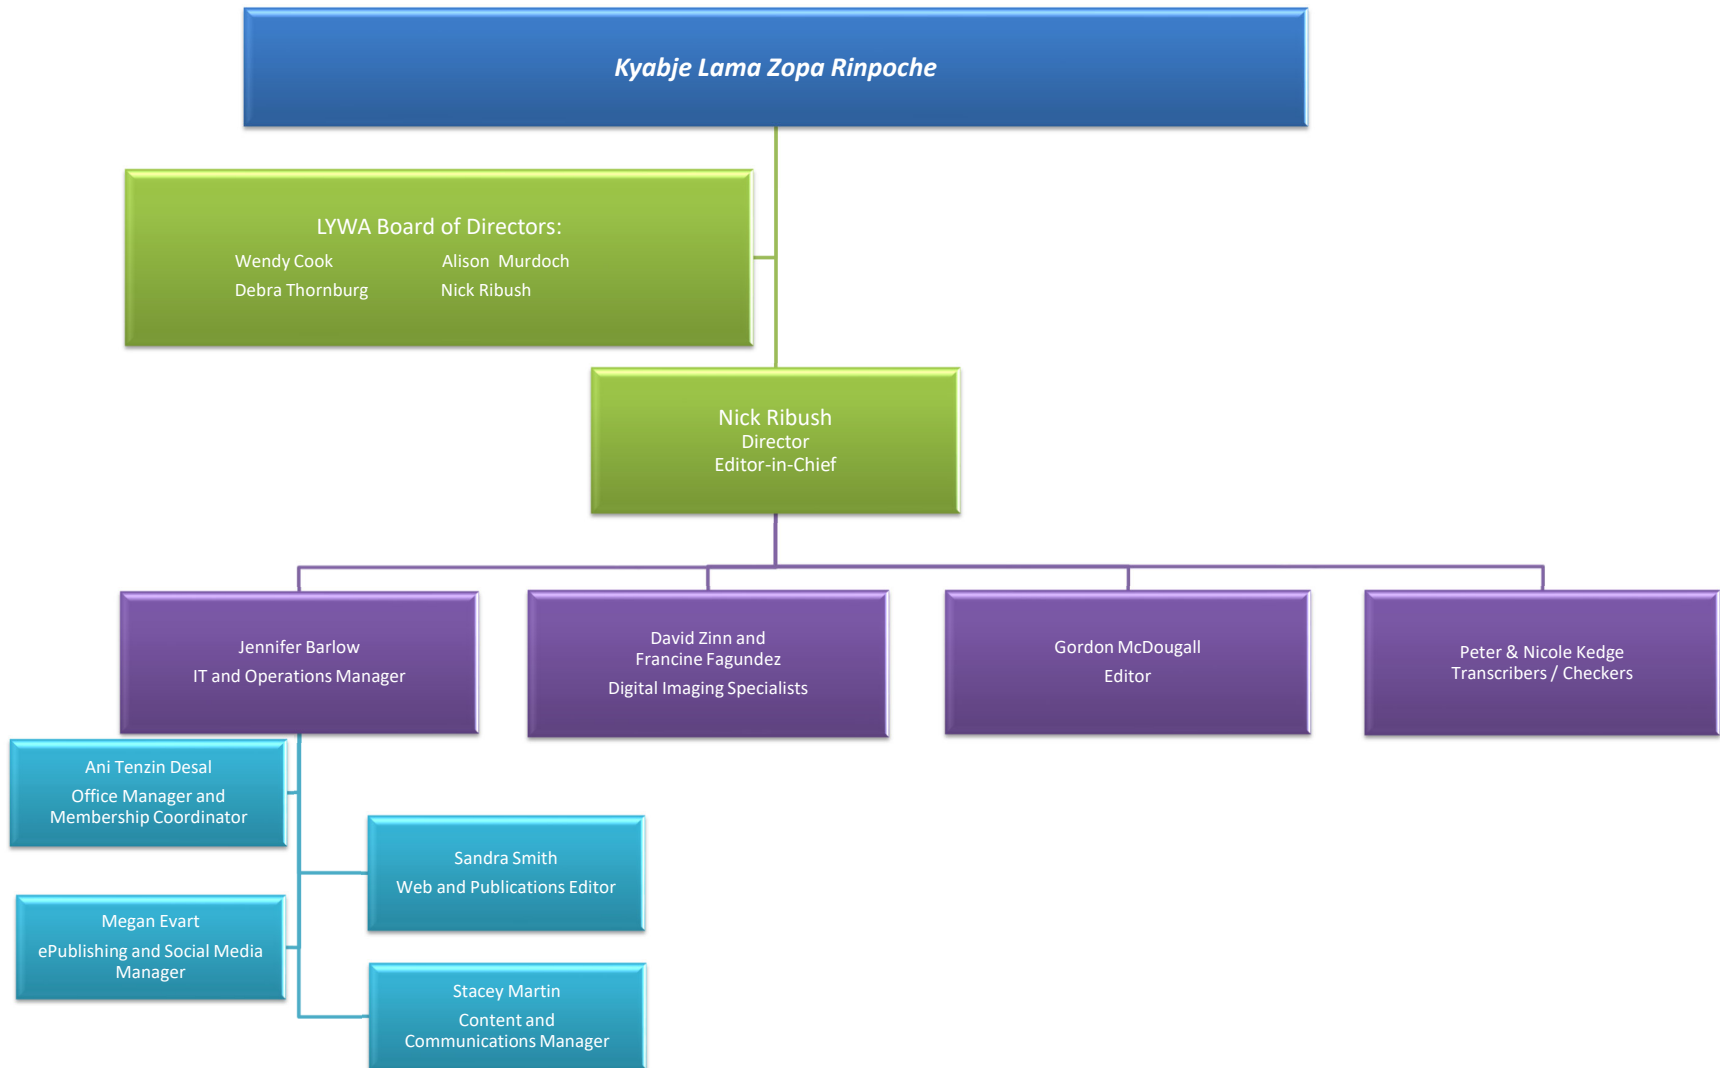 Kyabje Lama Zopa Rinpoche
LYWA Board of Directors:
Wendy Cook Alison Murdoch
Debra Thornburg Nick Ribush
Nick Ribush
Director
Editor-in-Chief
Jennifer Barlow
IT and Operations Manager
David Zinn and
Francine Fagundez
Digital Imaging Specialists
Gordon McDougall
Editor
Peter & Nicole Kedge
Transcribers / Checkers
Ani Tenzin Desal
Office Manager and
Membership Coordinator
Sandra Smith
Web and Publications Editor
Megan Evart
ePublishing and Social Media
Manager
Stacey Martin
Content and
Communications Manager